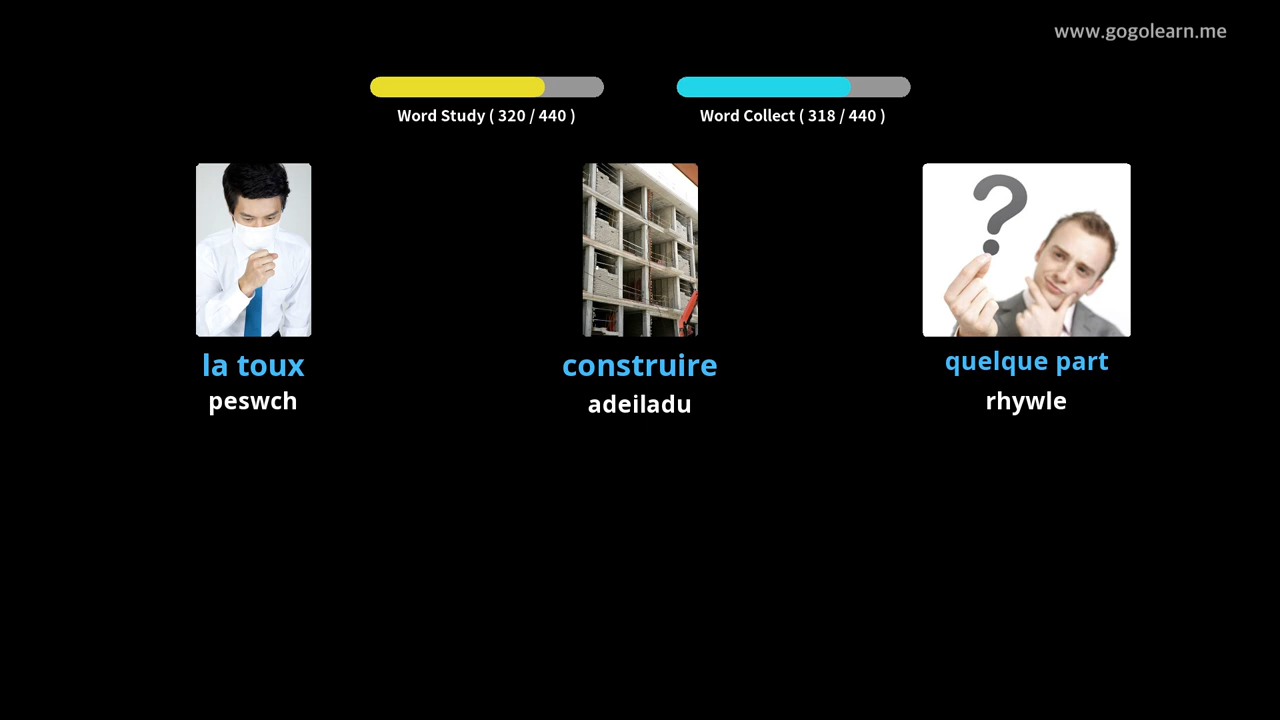 www.gogolearn.me
Word Study ( 320 / 440 )
Word Collect ( 318 / 440 )
la toux
peswch
construire
adeiladu
quelque part
rhywle